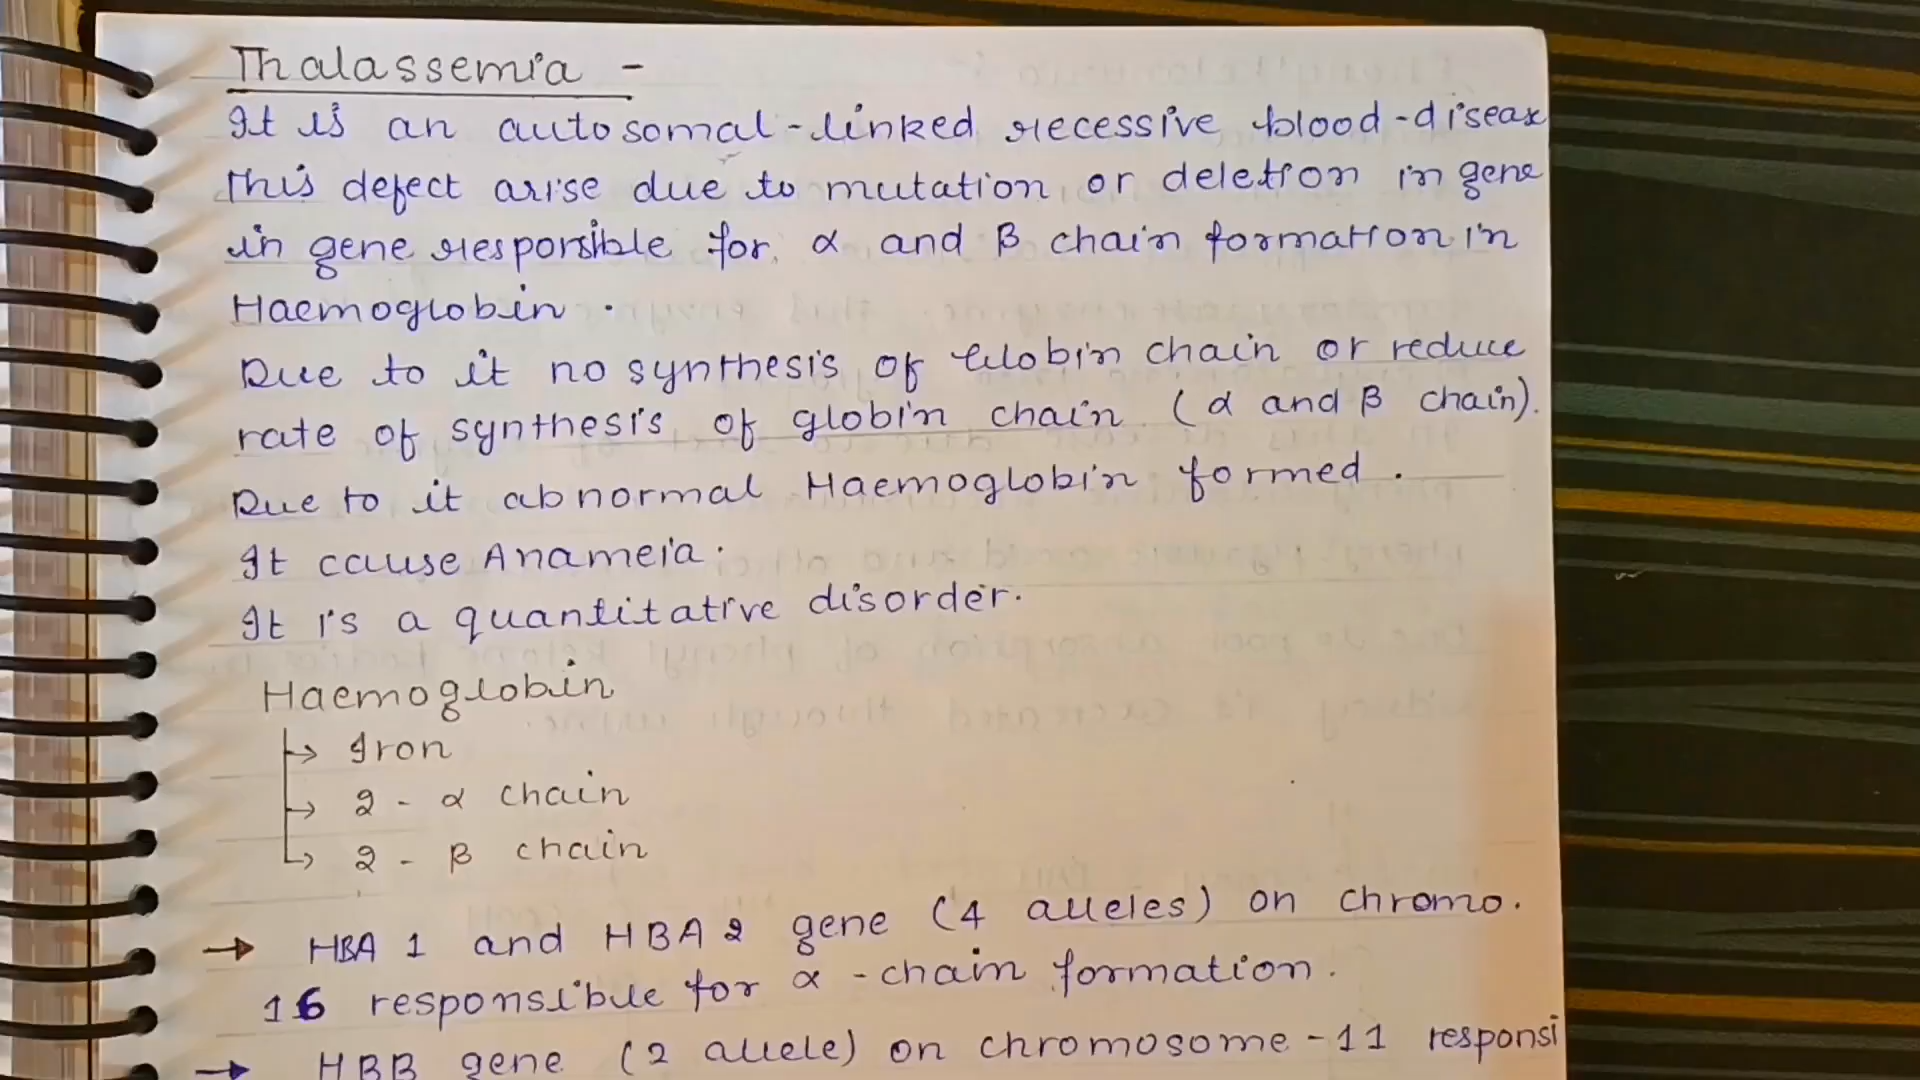 Thalassemia -
It is an autosomal-linked recessive blood-diseas
This defect arise due to mutation or deletion in gene
in gene responsible for α and β chain formation in
Haemoglobin .
Due to it no synthesis of Globin chain or reduce
rate of synthesis of globin chain (α and β chain).
Due to it abnormal Haemoglobin formed .
It cause Anameia.
It is a quantitative disorder.
Haemoglobin
→ Iron
→ 2 - α chain
→ 2 - β chain
→ HBA 1 and HBA 2 gene (4 alleles) on chromo.
16 responsible for α - chain formation.
→ HBB gene (2 allele) on chromosome - 11 responsi